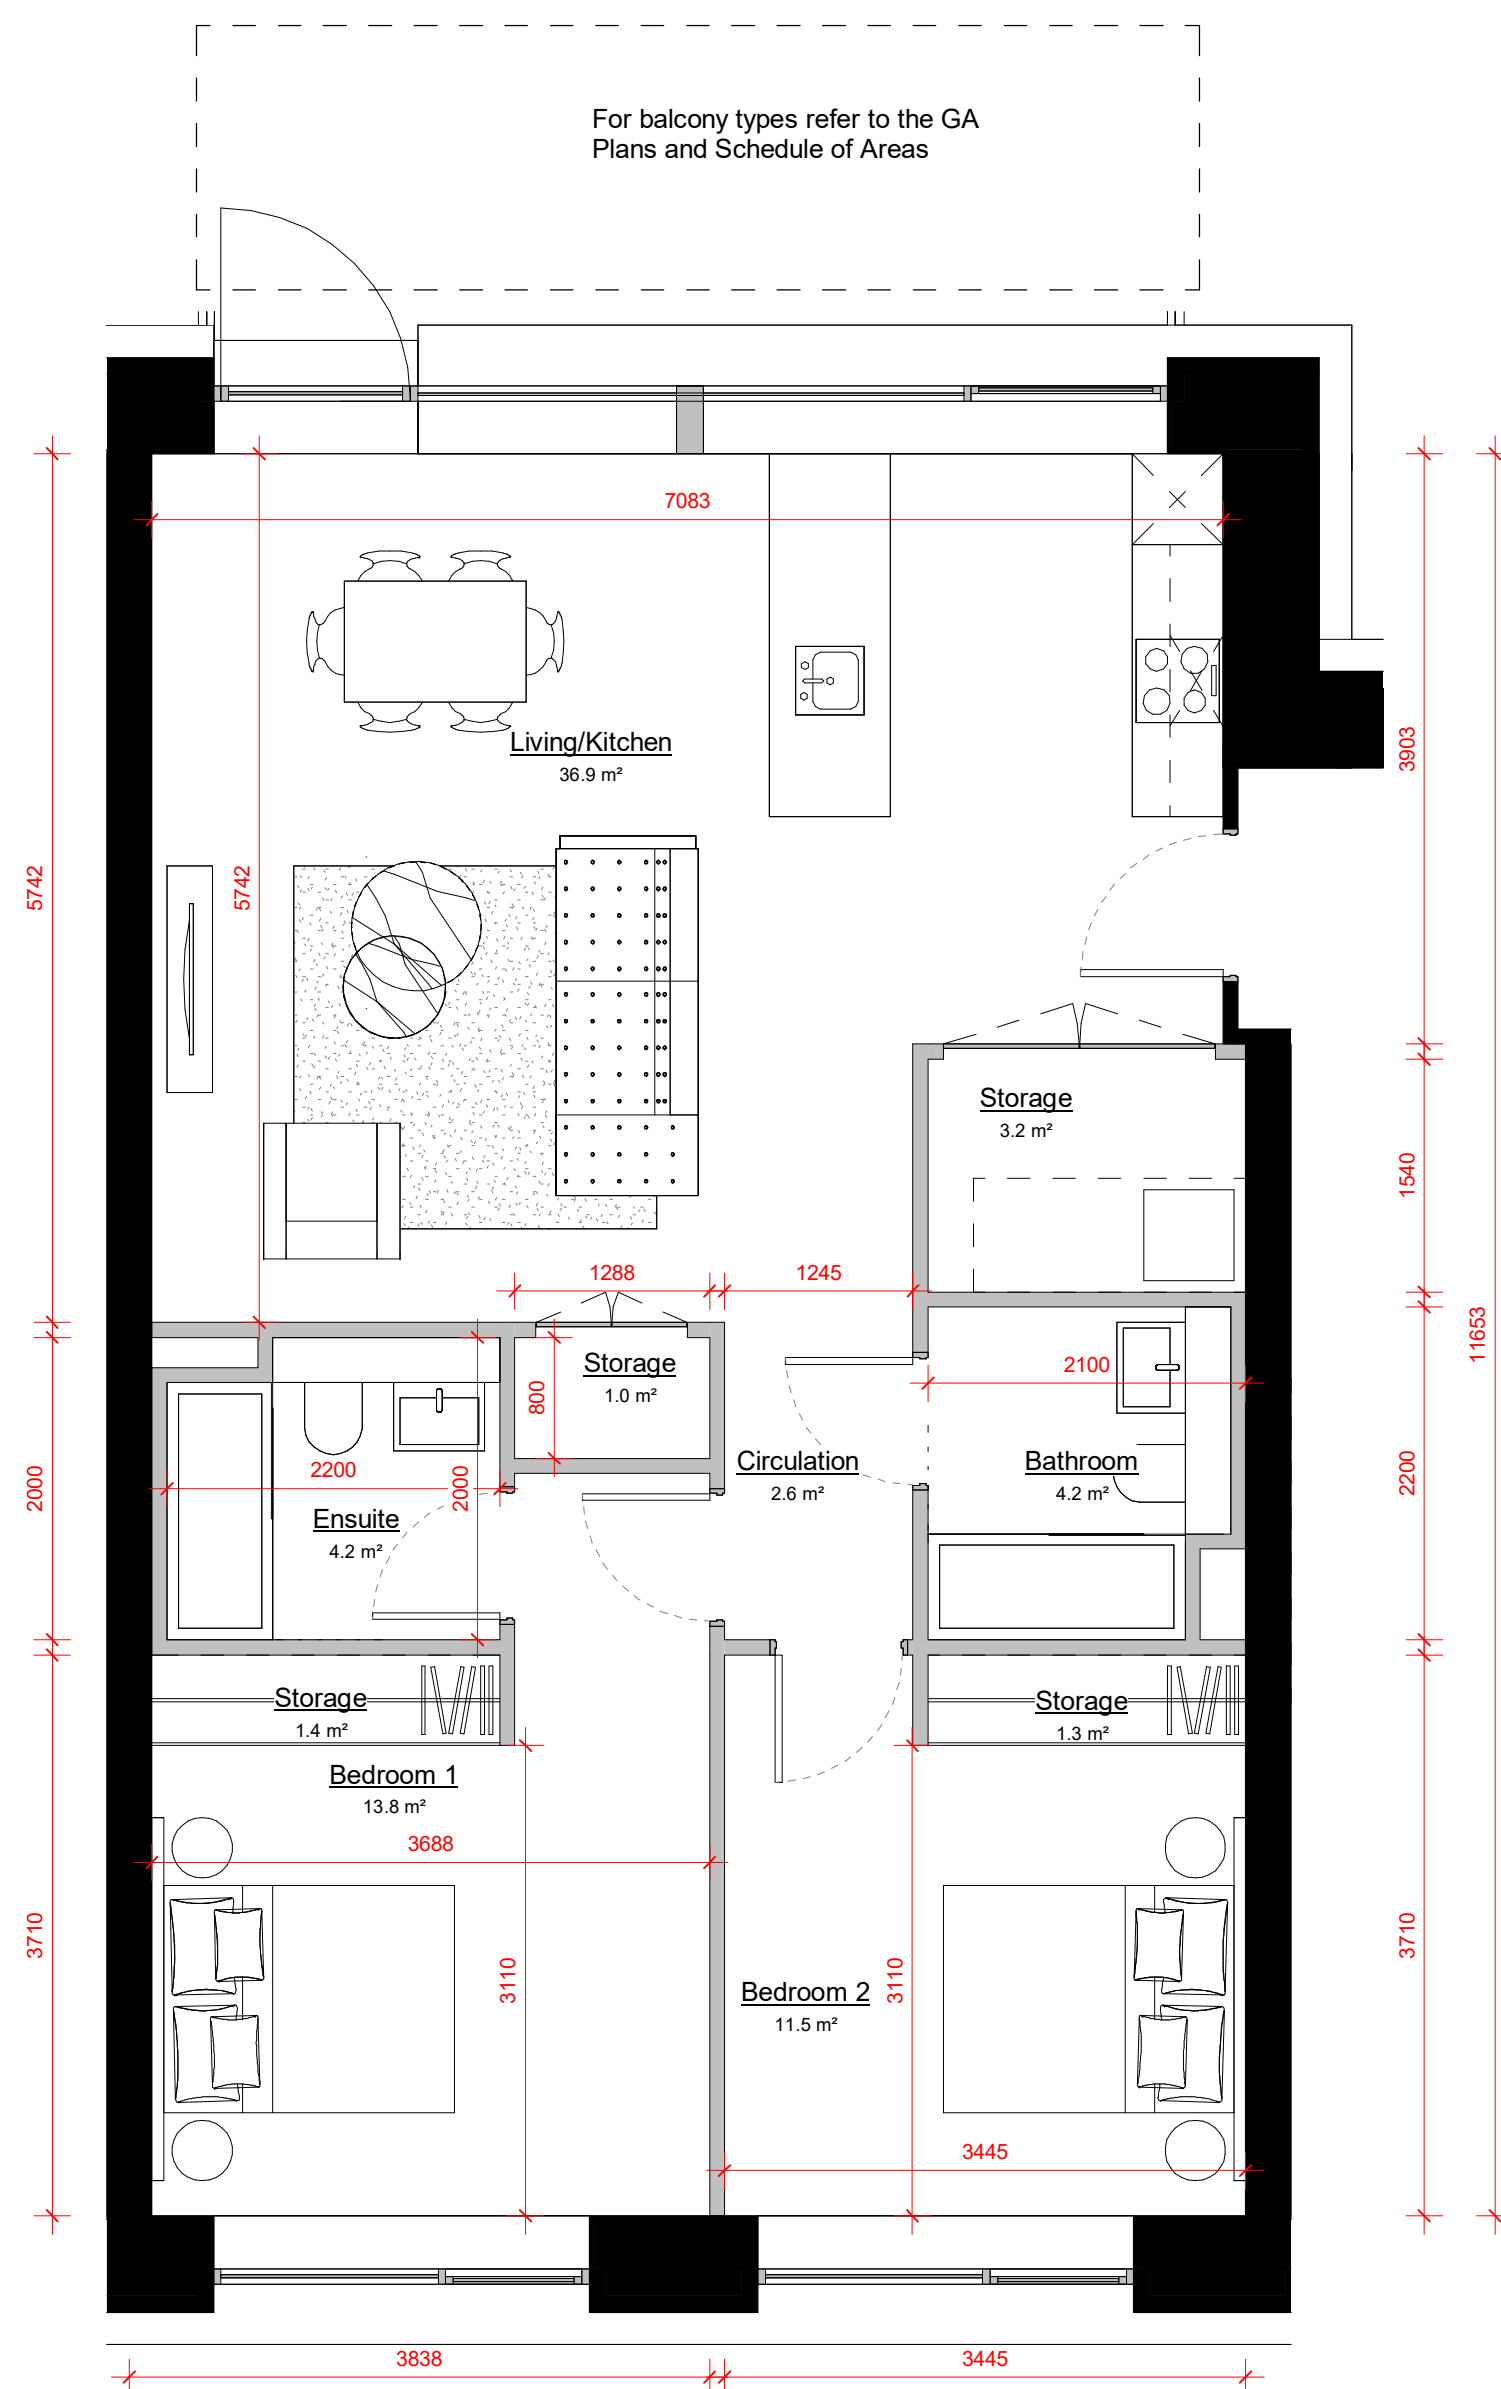 For balcony types refer to the GA
Plans and Schedule of Areas
7083
Living/Kitchen
36.9 m²
3903
5742
5742
11653
Storage
3.2 m²
1540
1288
1245
Storage
1.0 m²
800
2100
Circulation
2.6 m²
Bathroom
4.2 m²
2200
2000
2200
2000
Ensuite
4.2 m²
Storage
1.4 m²
Storage
1.3 m²
Bedroom 1
13.8 m²
3688
3710
3110
3110
3710
Bedroom 2
11.5 m²
3445
3838
3445